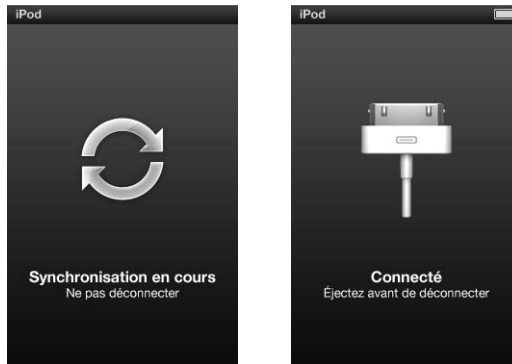 iPod
Synchronisation en cours
Ne pas déconnecter
iPod
Connecté
Éjectez avant de déconnecter